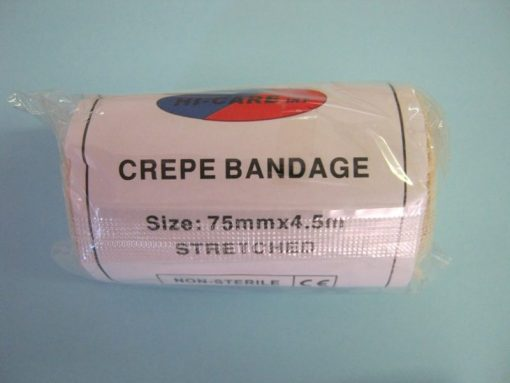 HI-CARE
CREPE BANDAGE
Size: 75mmx4.5m
STRETCHED
NON-STERILE CE